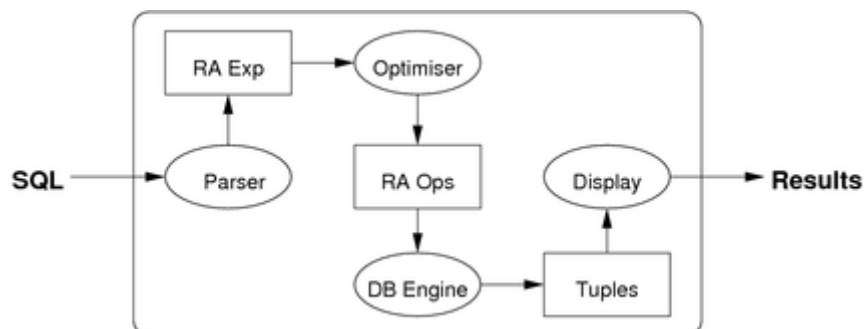 RA Exp
Optimiser
SQL
Parser
RA Ops
Display
Results
DB Engine
Tuples